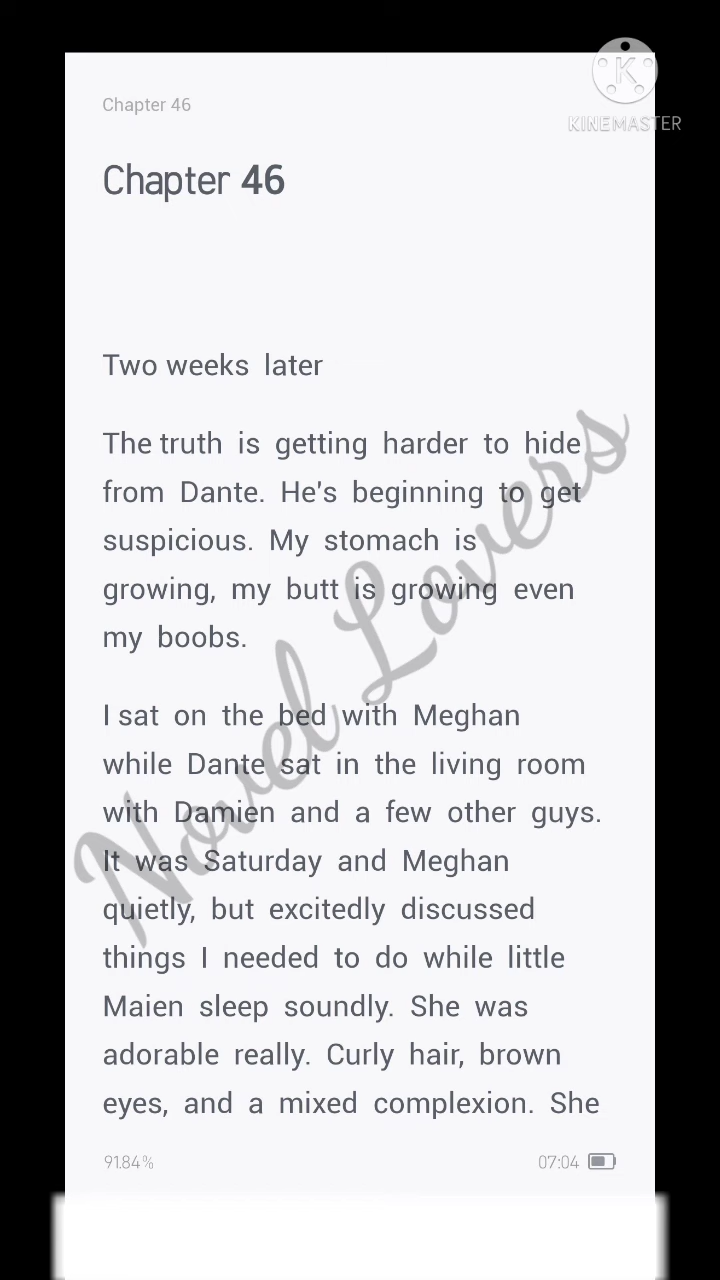 Chapter 46
KINEMASTER
Chapter 46
Two weeks later
The truth is getting harder to hide
from Dante. He's beginning to get
suspicious. My stomach is
growing, my butt is growing even
my boobs.
I sat on the bed with Meghan
while Dante sat in the living room
with Damien and a few other guys.
It was Saturday and Meghan
quietly, but excitedly discussed
things I needed to do while little
Maien sleep soundly. She was
adorable really. Curly hair, brown
eyes, and a mixed complexion. She
Novel Lovers
91.84%
07:04